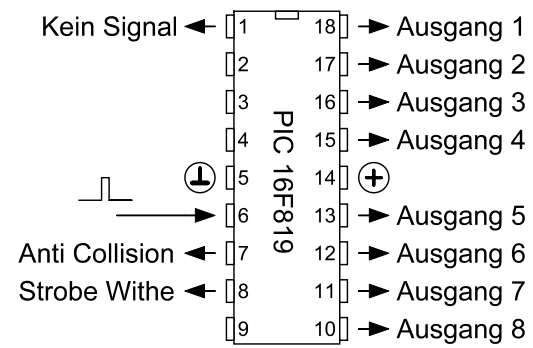 Kein Signal 1 18 Ausgang 1
2 17 Ausgang 2
3 16 Ausgang 3
4 15 Ausgang 4
5 14 +
6 13 Ausgang 5
Anti Collision 7 12 Ausgang 6
Strobe Withe 8 11 Ausgang 7
9 10 Ausgang 8
PIC 16F819